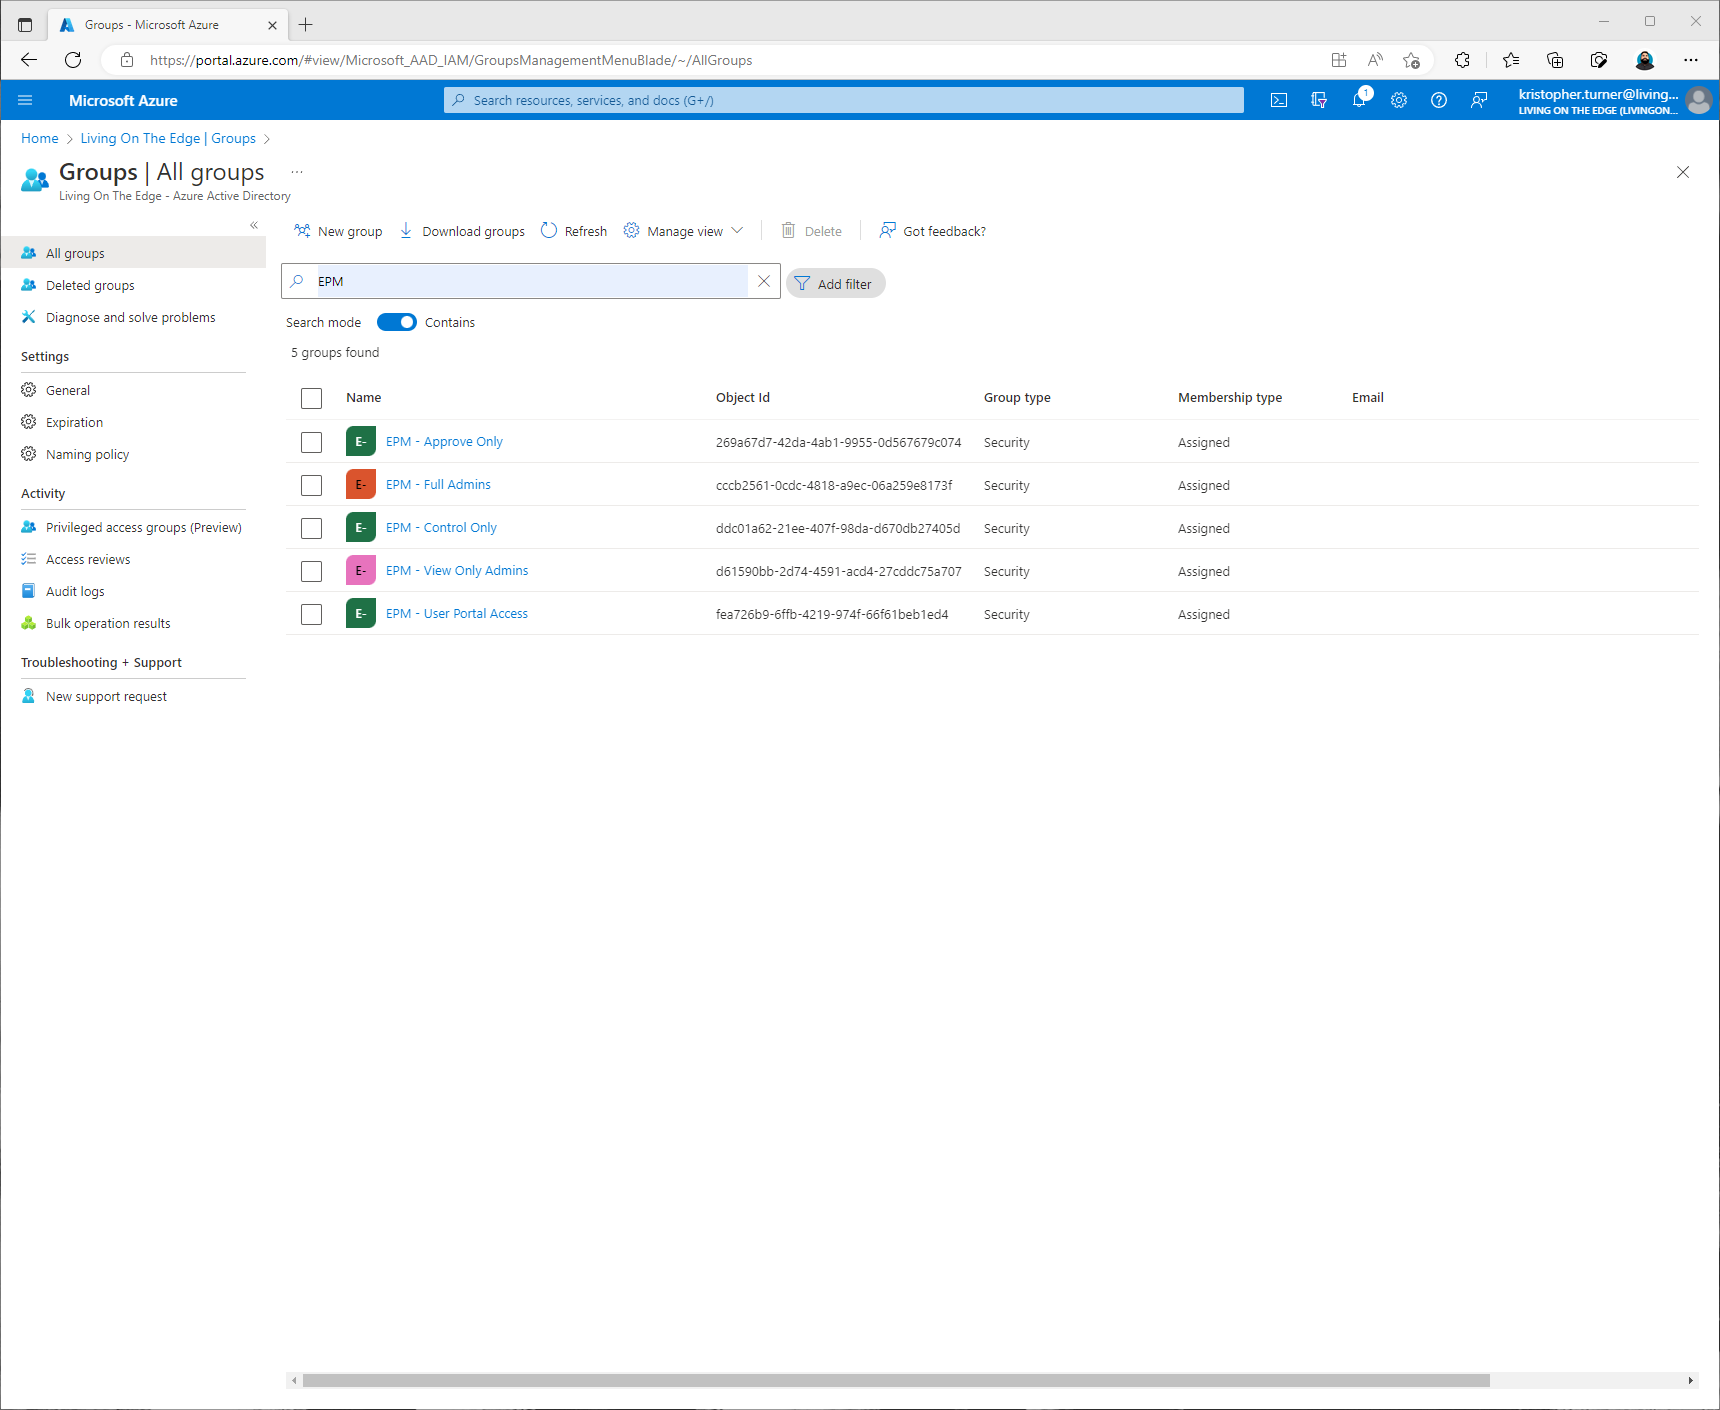 Groups - Microsoft Azure
https://portal.azure.com/#view/Microsoft_AAD_IAM/GroupsManagementMenuBlade/~/AllGroups
Microsoft Azure
Search resources, services, and docs (G+/)
1
kristopher.turner@living...
LIVING ON THE EDGE (LIVINGON...
Home > Living On The Edge | Groups >
Groups | All groups ...
Living On The Edge - Azure Active Directory
«
All groups
Deleted groups
Diagnose and solve problems
Settings
General
Expiration
Naming policy
Activity
Privileged access groups (Preview)
Access reviews
Audit logs
Bulk operation results
Troubleshooting + Support
New support request
New group Download groups Refresh Manage view Delete Got feedback?
EPM
Add filter
Search mode Contains
5 groups found
Name Object Id Group type Membership type Email
E- EPM - Approve Only 269a67d7-42da-4ab1-9955-0d567679c074 Security Assigned
E- EPM - Full Admins cccb2561-0cdc-4818-a9ec-06a259e8173f Security Assigned
E- EPM - Control Only ddc01a62-21ee-407f-98da-d670db27405d Security Assigned
E- EPM - View Only Admins d61590bb-2d74-4591-acd4-27cddc75a707 Security Assigned
E- EPM - User Portal Access fea726b9-6ffb-4219-974f-66f61beb1ed4 Security Assigned